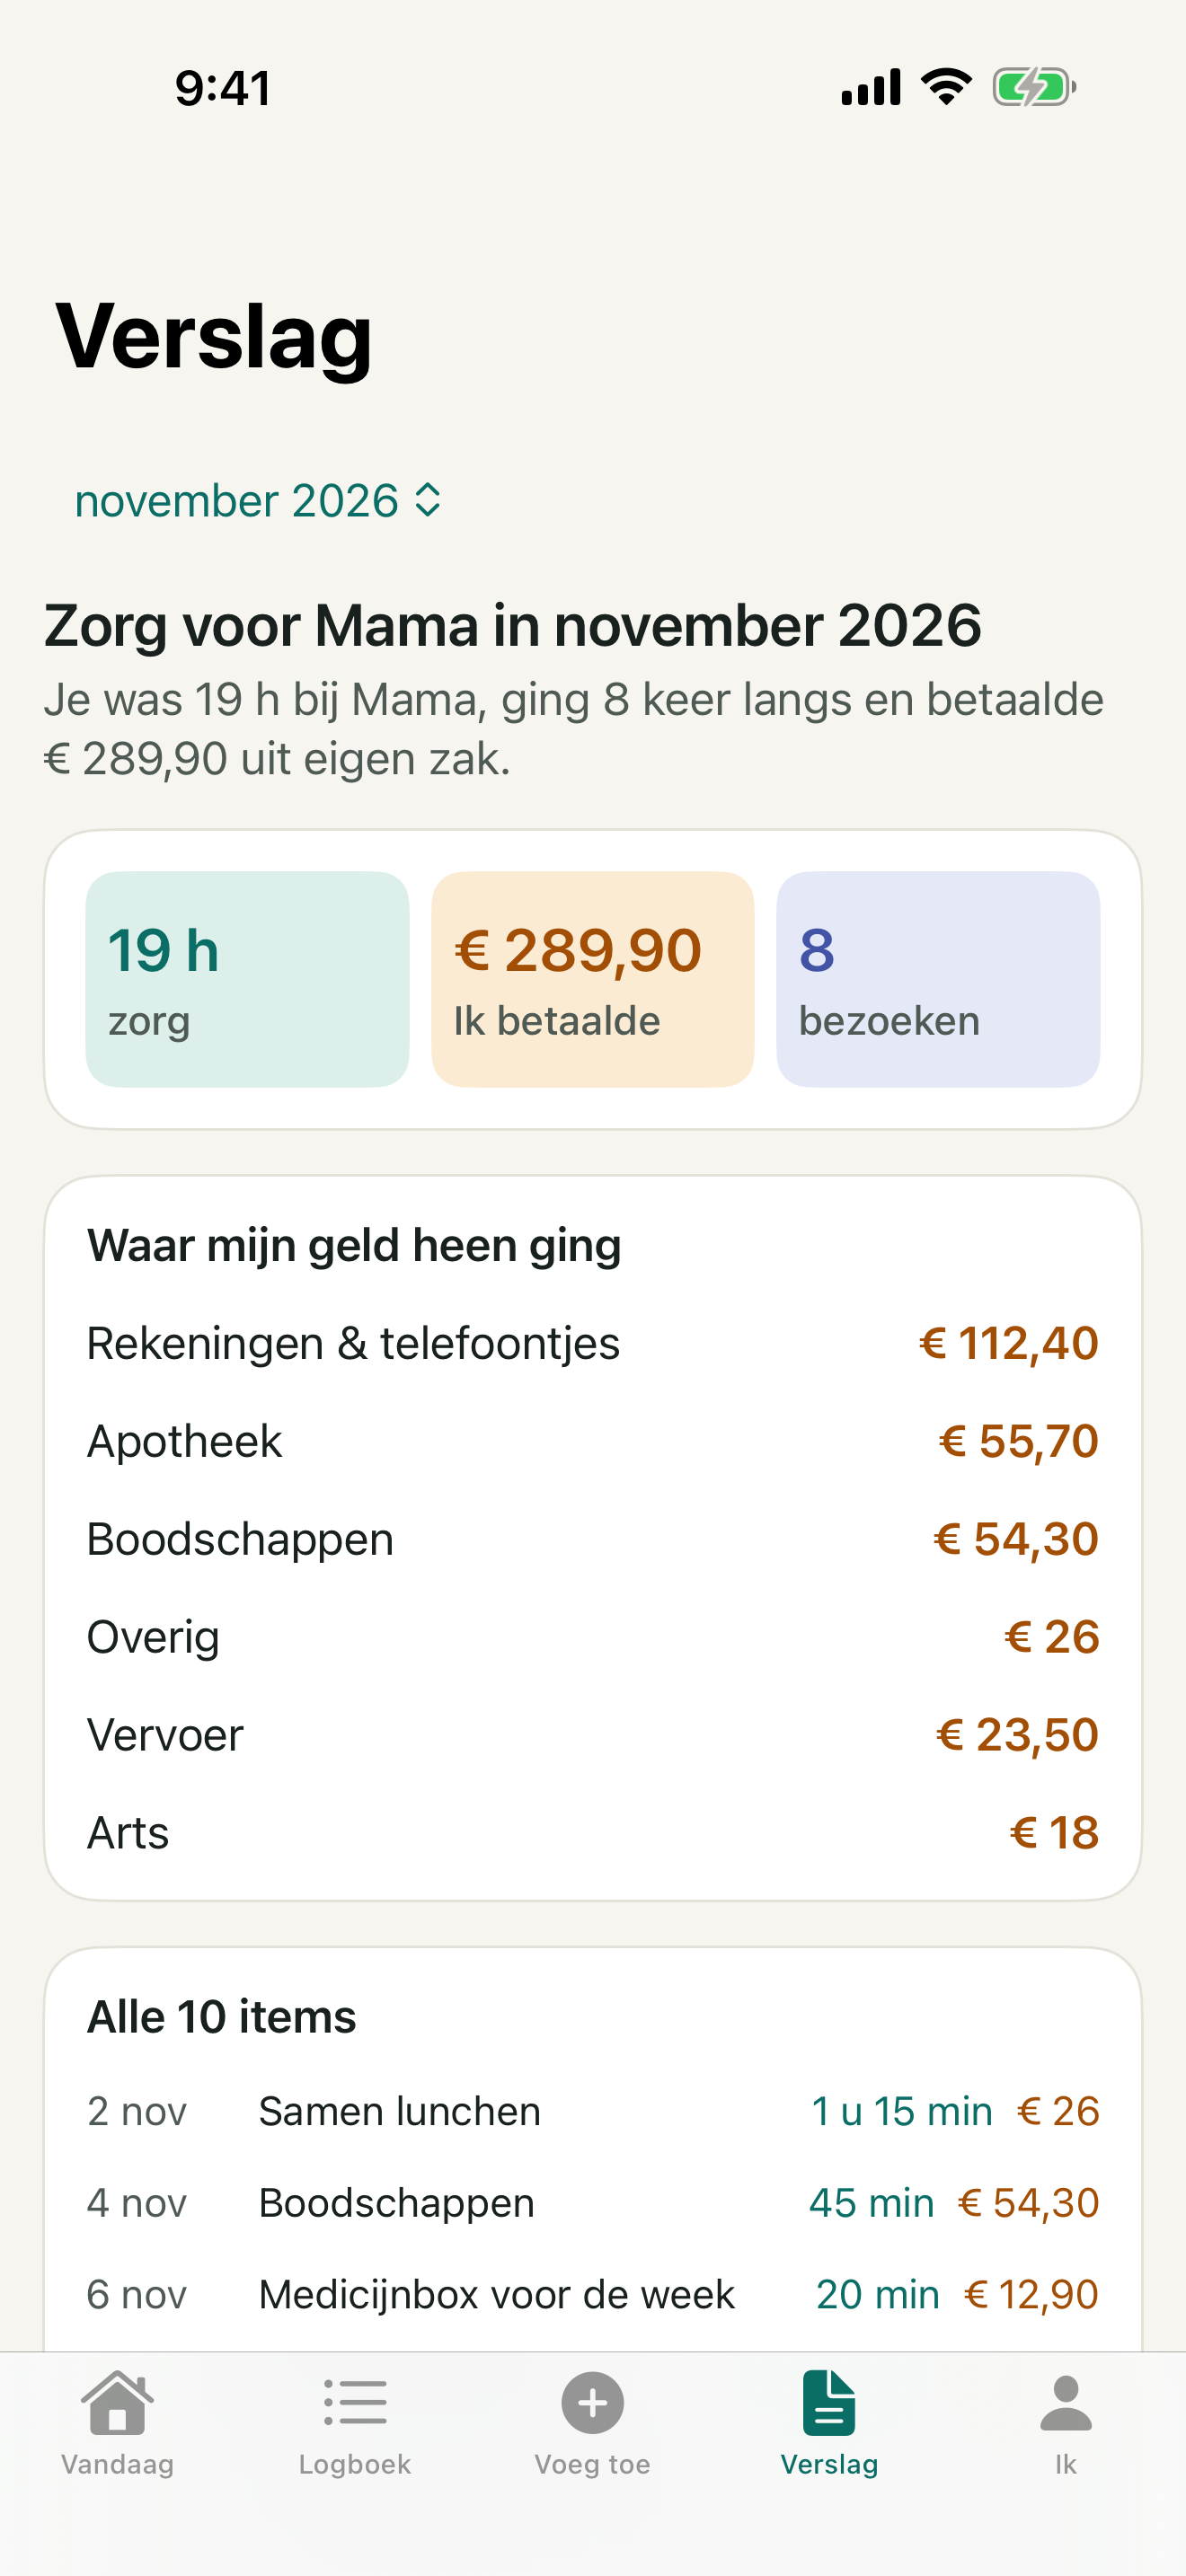 9:41
Verslag
november 2026
Zorg voor Mama in november 2026
Je was 19 h bij Mama, ging 8 keer langs en betaalde
€ 289,90 uit eigen zak.
19 h
zorg
€ 289,90
Ik betaalde
8
bezoeken
Waar mijn geld heen ging
Rekeningen & telefoontjes € 112,40
Apotheek € 55,70
Boodschappen € 54,30
Overig € 26
Vervoer € 23,50
Arts € 18
Alle 10 items
2 nov Samen lunchen 1 u 15 min € 26
4 nov Boodschappen 45 min € 54,30
6 nov Medicijnbox voor de week 20 min € 12,90
Vandaag Logboek Voeg toe Verslag Ik